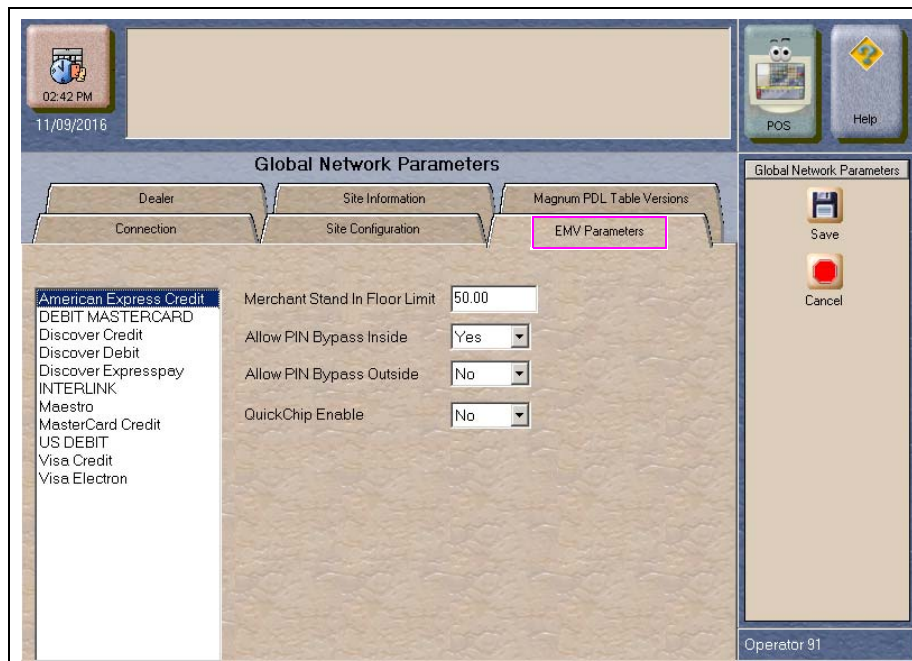 02:42 PM
11/09/2016
POS
Help
Global Network Parameters
Dealer
Site Information
Magnum PDL Table Versions
Connection
Site Configuration
EMV Parameters
American Express Credit
DEBIT MASTERCARD
Discover Credit
Discover Debit
Discover Expresspay
INTERLINK
Maestro
MasterCard Credit
US DEBIT
Visa Credit
Visa Electron
Merchant Stand In Floor Limit 50.00
Allow PIN Bypass Inside Yes
Allow PIN Bypass Outside No
QuickChip Enable No
Global Network Parameters
Save
Cancel
Operator 91